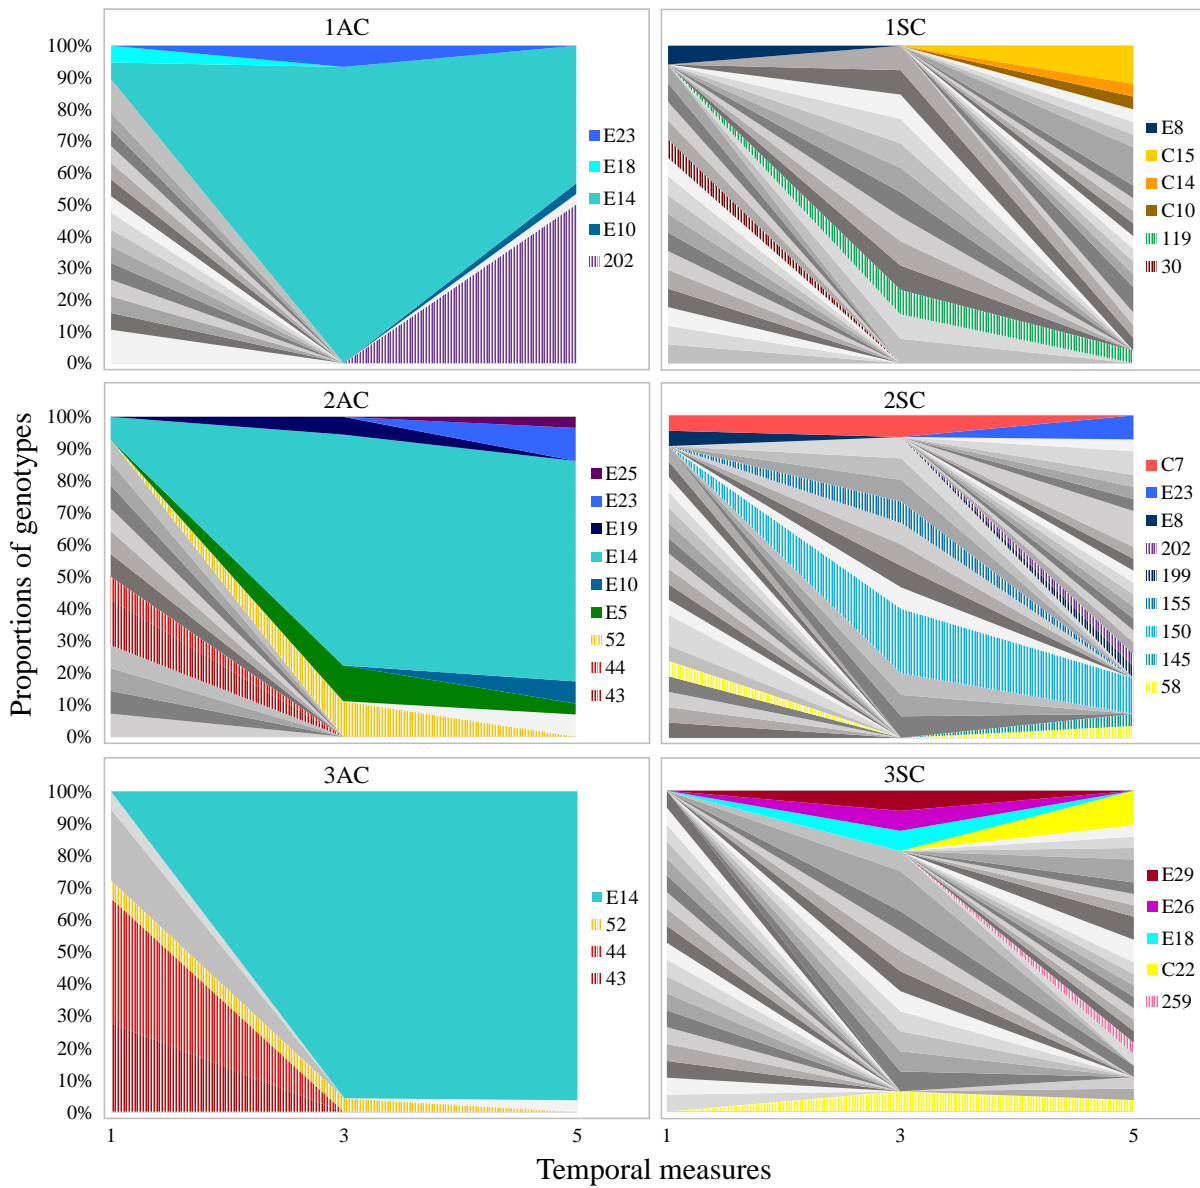 1AC
100%
90%
80%
70%
60%
50%
40%
30%
20%
10%
0%
E23
E18
E14
E10
202
1SC
E8
C15
C14
C10
119
30
2AC
100%
90%
80%
70%
60%
50%
40%
30%
20%
10%
0%
E25
E23
E19
E14
E10
E5
52
44
43
2SC
C7
E23
E8
202
199
155
150
145
58
3AC
100%
90%
80%
70%
60%
50%
40%
30%
20%
10%
0%
E14
52
44
43
3SC
E29
E26
E18
C22
259
1 3 5
1 3 5
Proportions of genotypes
Temporal measures